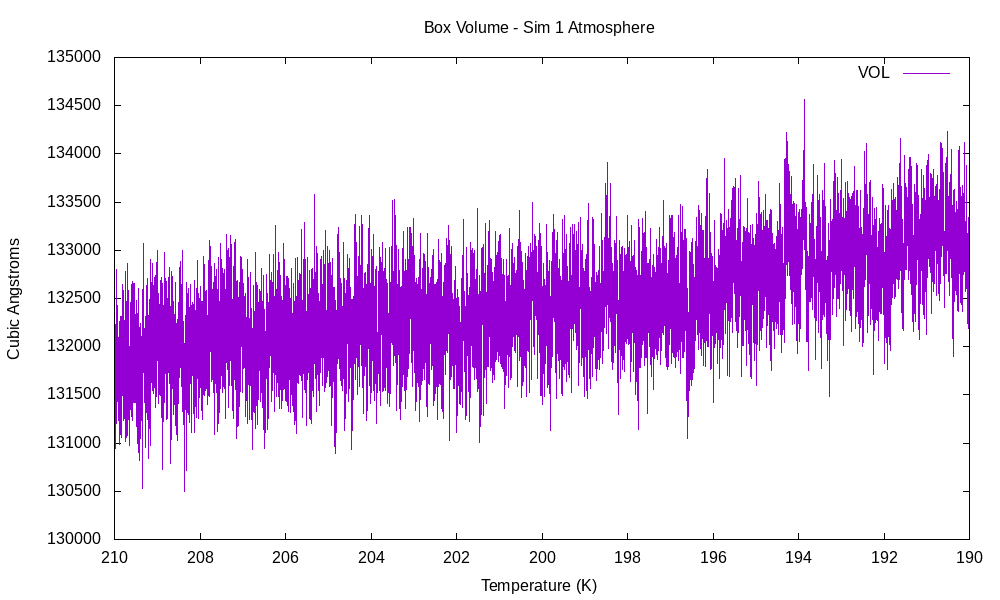 Box Volume - Sim 1 Atmosphere
VOL
135000
134500
134000
133500
133000
132500
132000
131500
131000
130500
130000
Cubic Angstroms
210 208 206 204 202 200 198 196 194 192 190
Temperature (K)